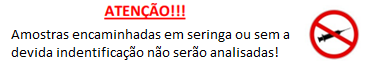 ATENÇÃO!!!
Amostras encaminhadas em seringa ou sem a
devida indentificação não serão analisadas!